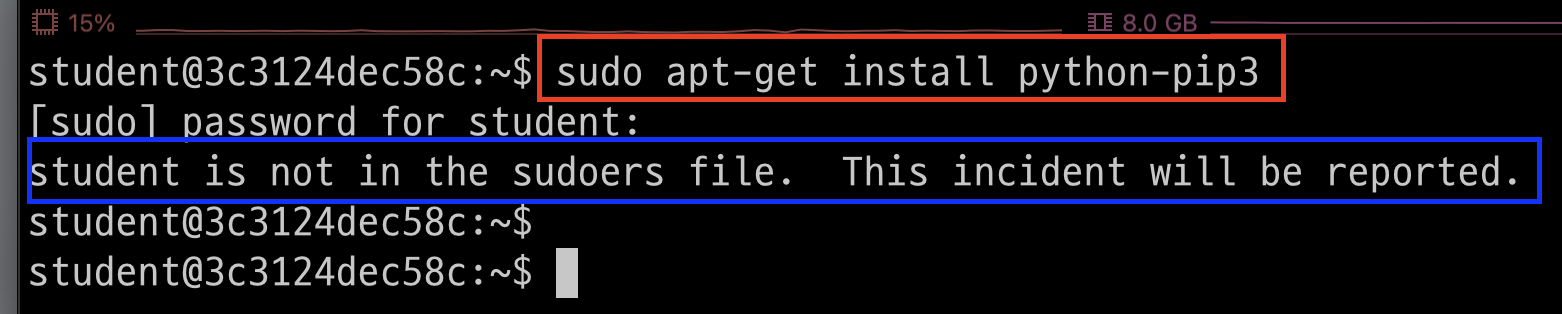 15% 8.0 GB
student@3c3124dec58c:~$ sudo apt-get install python-pip3
[sudo] password for student:
student is not in the sudoers file.  This incident will be reported.
student@3c3124dec58c:~$
student@3c3124dec58c:~$